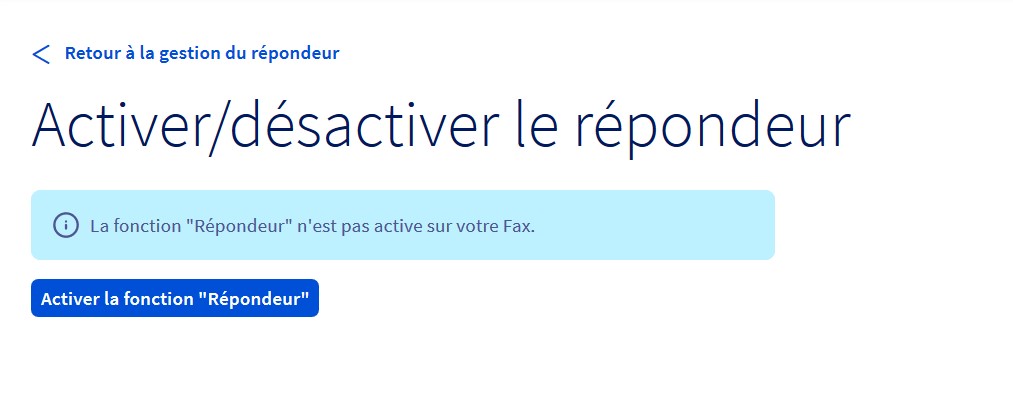 Retour à la gestion du répondeur
Activer/désactiver le répondeur
La fonction "Répondeur" n'est pas active sur votre Fax.
Activer la fonction "Répondeur"